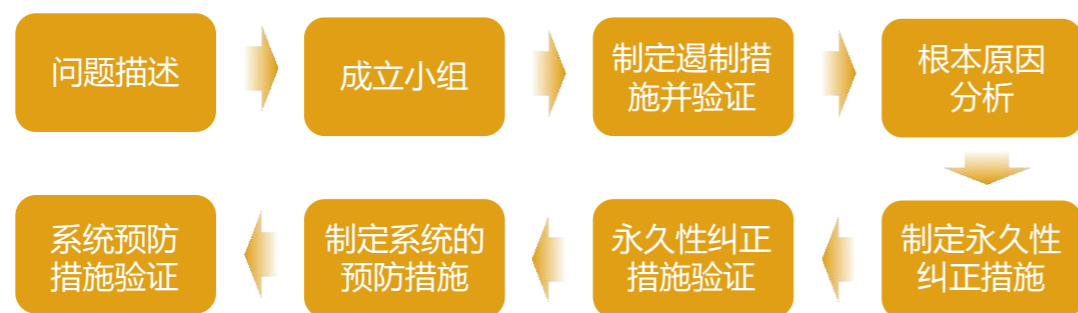 问题描述
成立小组
制定遏制措
施并验证
根本原因
分析
制定永久性
纠正措施
永久性纠正
措施验证
制定系统的
预防措施
系统预防
措施验证